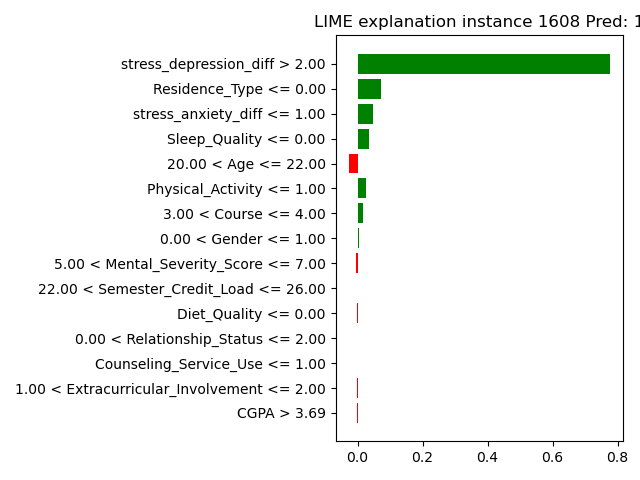 LIME explanation instance 1608 Pred: 1
stress_depression_diff > 2.00
Residence_Type <= 0.00
stress_anxiety_diff <= 1.00
Sleep_Quality <= 0.00
20.00 < Age <= 22.00
Physical_Activity <= 1.00
3.00 < Course <= 4.00
0.00 < Gender <= 1.00
5.00 < Mental_Severity_Score <= 7.00
22.00 < Semester_Credit_Load <= 26.00
Diet_Quality <= 0.00
0.00 < Relationship_Status <= 2.00
Counseling_Service_Use <= 1.00
1.00 < Extracurricular_Involvement <= 2.00
CGPA > 3.69
0.0 0.2 0.4 0.6 0.8